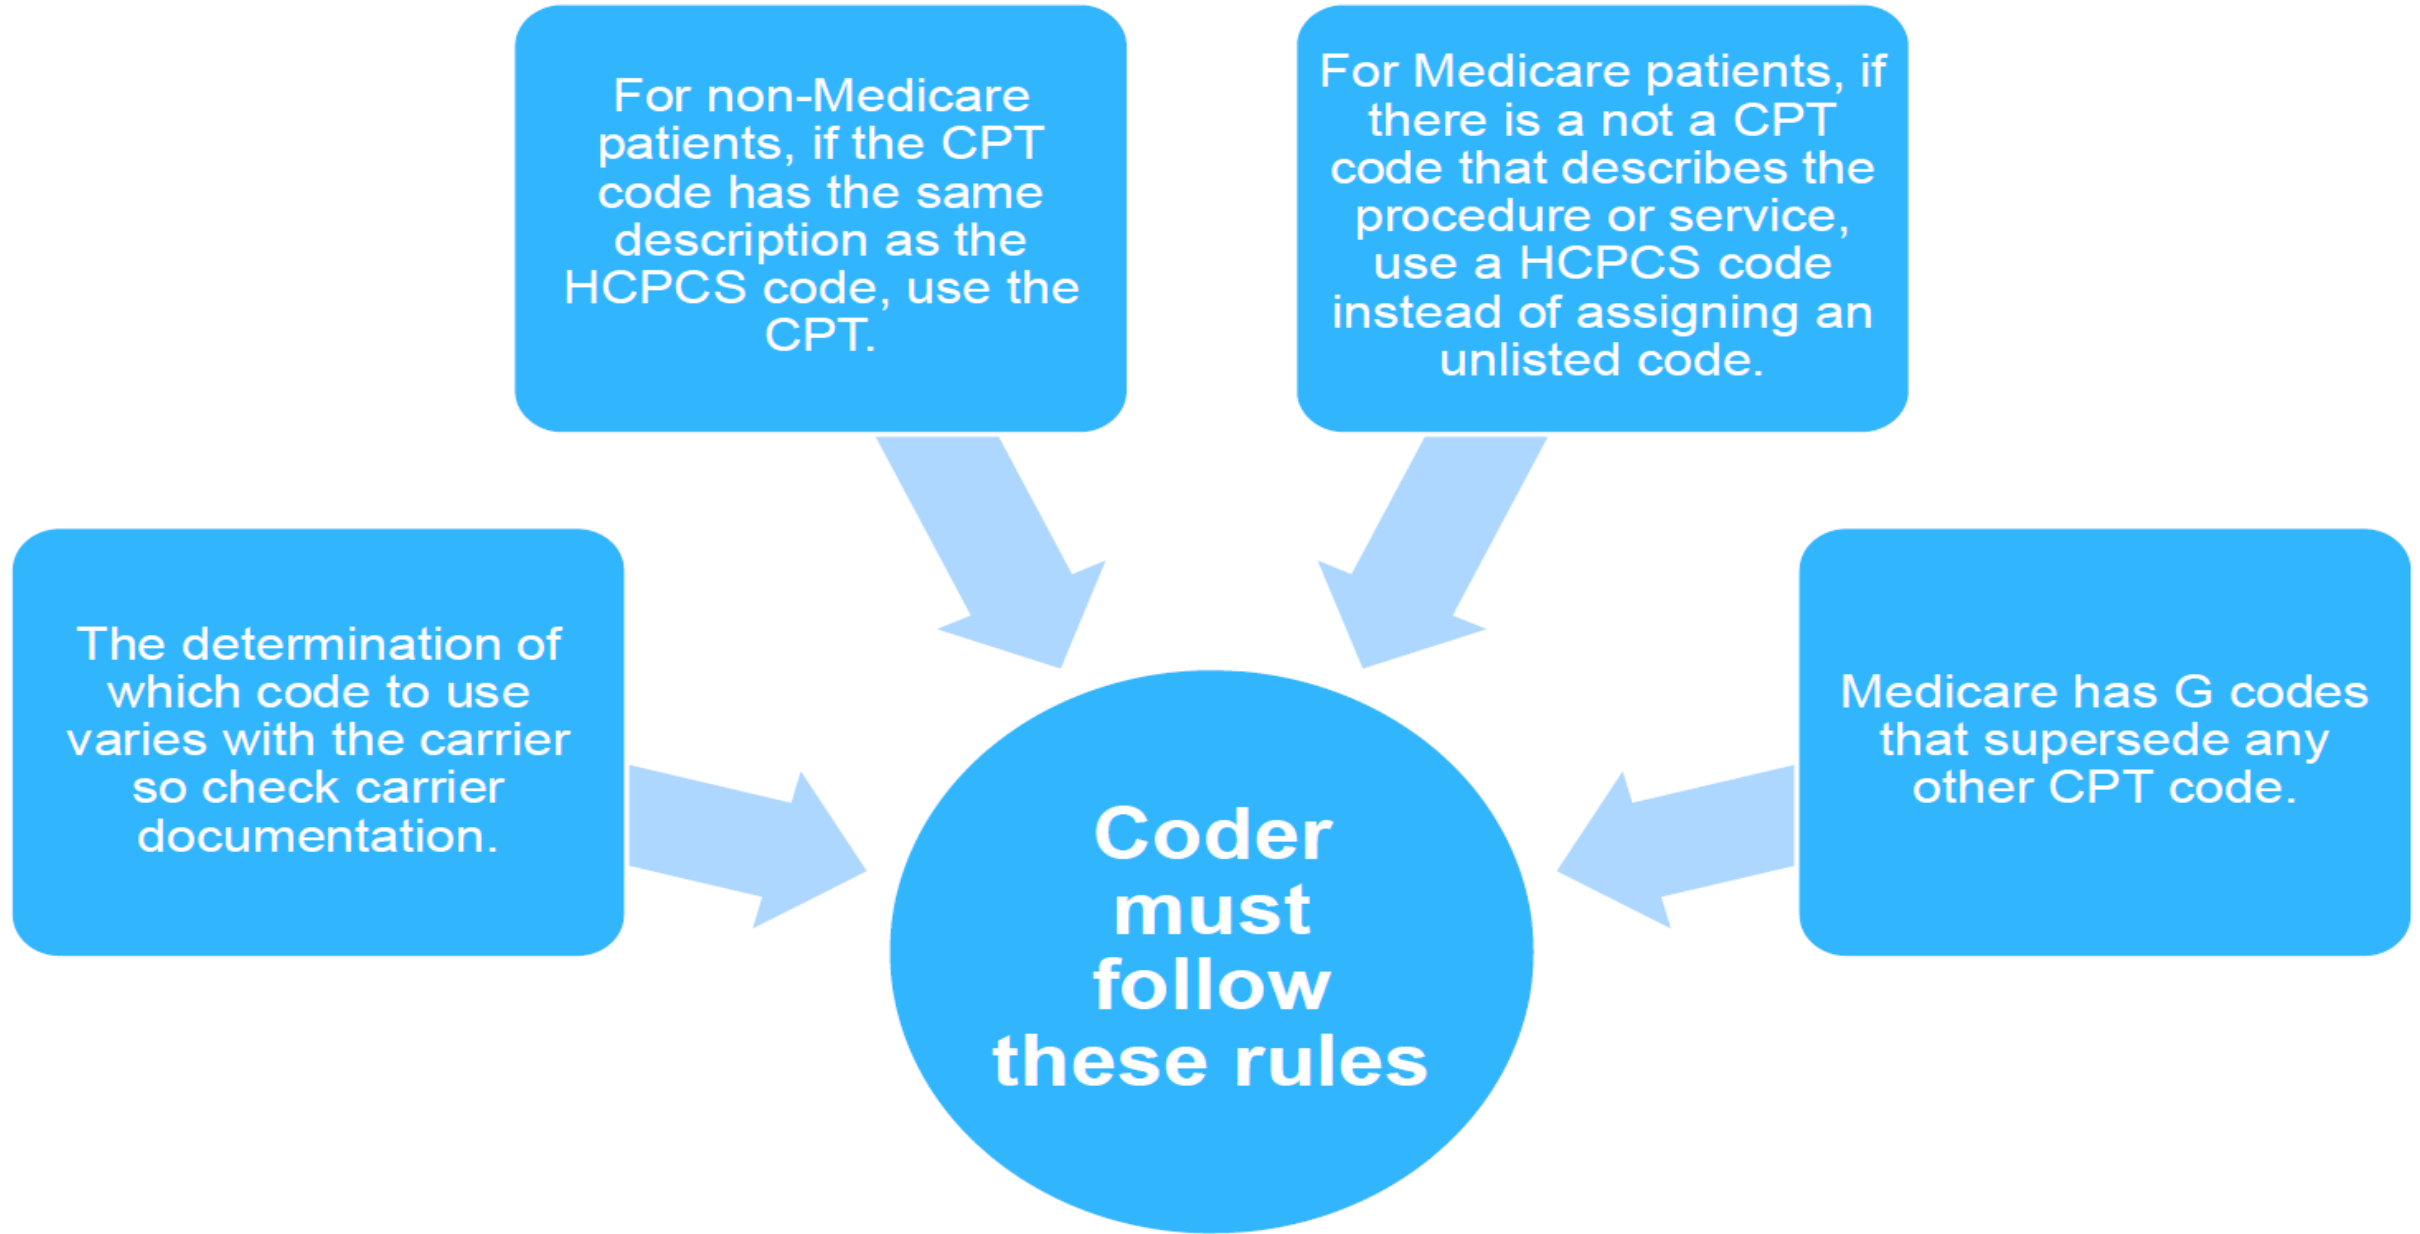 For non-Medicare
patients, if the CPT
code has the same
description as the
HCPCS code, use the
CPT.
For Medicare patients, if
there is a not a CPT
code that describes the
procedure or service,
use a HCPCS code
instead of assigning an
unlisted code.
The determination of
which code to use
varies with the carrier
so check carrier
documentation.
Medicare has G codes
that supersede any
other CPT code.
Coder
must
follow
these rules